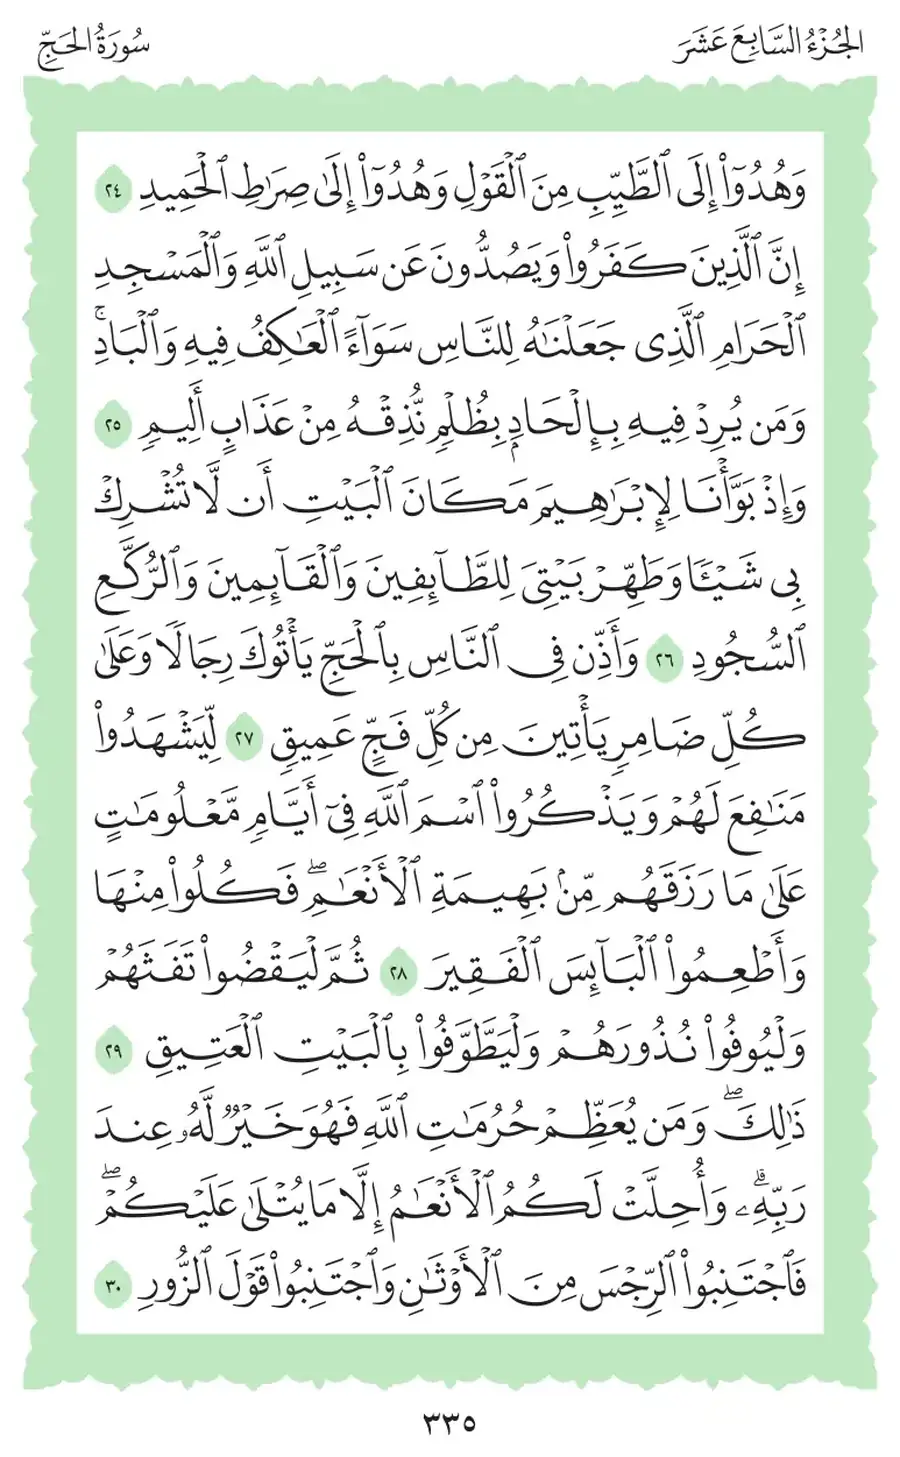 الجُزْءُ السَّابِعَ عَشَرَ
سُورَةُ الحَجِّ
وَهُدُوٓاْ إِلَى ٱلطَّيِّبِ مِنَ ٱلْقَوْلِ وَهُدُوٓاْ إِلَىٰ صِرَٰطِ ٱلْحَمِيدِ ٢٤
إِنَّ ٱلَّذِينَ كَفَرُواْ وَيَصُدُّونَ عَن سَبِيلِ ٱللَّهِ وَٱلْمَسْجِدِ
ٱلْحَرَامِ ٱلَّذِى جَعَلْنَٰهُ لِلنَّاسِ سَوَآءً ٱلْعَٰكِفُ فِيهِ وَٱلْبَادِۚ
وَمَن يُرِدْ فِيهِ بِإِلْحَادٍۭ بِظُلْمٍ نُّذِقْهُ مِنْ عَذَابٍ أَلِيمٍ ٢٥
وَإِذْ بَوَّأْنَا لِإِبْرَٰهِيمَ مَكَانَ ٱلْبَيْتِ أَن لَّا تُشْرِكْ
بِى شَيْـًٔا وَطَهِّرْ بَيْتِىَ لِلطَّآئِفِينَ وَٱلْقَآئِمِينَ وَٱلرُّكَّعِ
ٱلسُّجُودِ ٢٦ وَأَذِّن فِى ٱلنَّاسِ بِٱلْحَجِّ يَأْتُوكَ رِجَالًا وَعَلَىٰ
كُلِّ ضَامِرٍ يَأْتِينَ مِن كُلِّ فَجٍّ عَمِيقٍ ٢٧ لِّيَشْهَدُواْ
مَنَٰفِعَ لَهُمْ وَيَذْكُرُواْ ٱسْمَ ٱللَّهِ فِىٓ أَيَّامٍ مَّعْلُومَٰتٍ
عَلَىٰ مَا رَزَقَهُم مِّنۢ بَهِيمَةِ ٱلْأَنْعَٰمِۖ فَكُلُواْ مِنْهَا
وَأَطْعِمُواْ ٱلْبَآئِسَ ٱلْفَقِيرَ ٢٨ ثُمَّ لْيَقْضُواْ تَفَثَهُمْ
وَلْيُوفُواْ نُذُورَهُمْ وَلْيَطَّوَّفُواْ بِٱلْبَيْتِ ٱلْعَتِيقِ ٢٩
ذَٰلِكَۖ وَمَن يُعَظِّمْ حُرُمَٰتِ ٱللَّهِ فَهُوَ خَيْرٌ لَّهُۥ عِندَ
رَبِّهِۦۗ وَأُحِلَّتْ لَكُمُ ٱلْأَنْعَٰمُ إِلَّا مَا يُتْلَىٰ عَلَيْكُمْۖ
فَٱجْتَنِبُواْ ٱلرِّجْسَ مِنَ ٱلْأَوْثَٰنِ وَٱجْتَنِبُواْ قَوْلَ ٱلزُّورِ ٣٠
٣٣٥